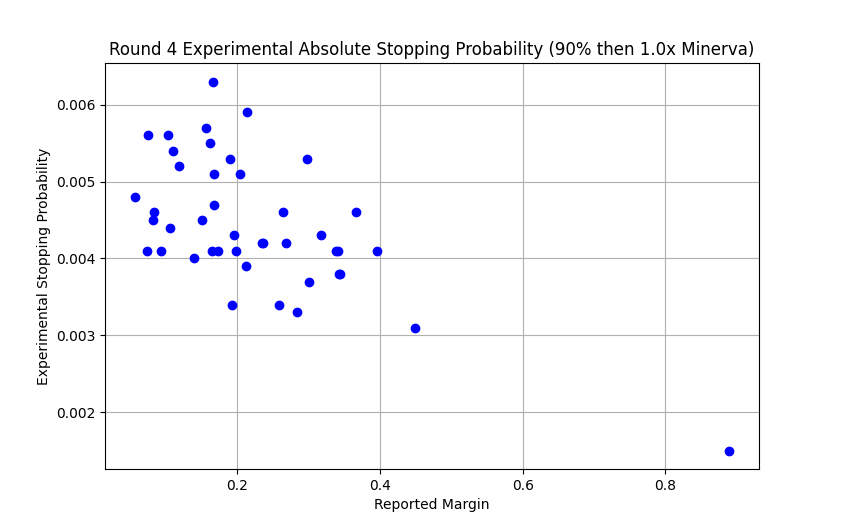 Round 4 Experimental Absolute Stopping Probability (90% then 1.0x Minerva)
Experimental Stopping Probability
0.006
0.005
0.004
0.003
0.002
0.2 0.4 0.6 0.8
Reported Margin